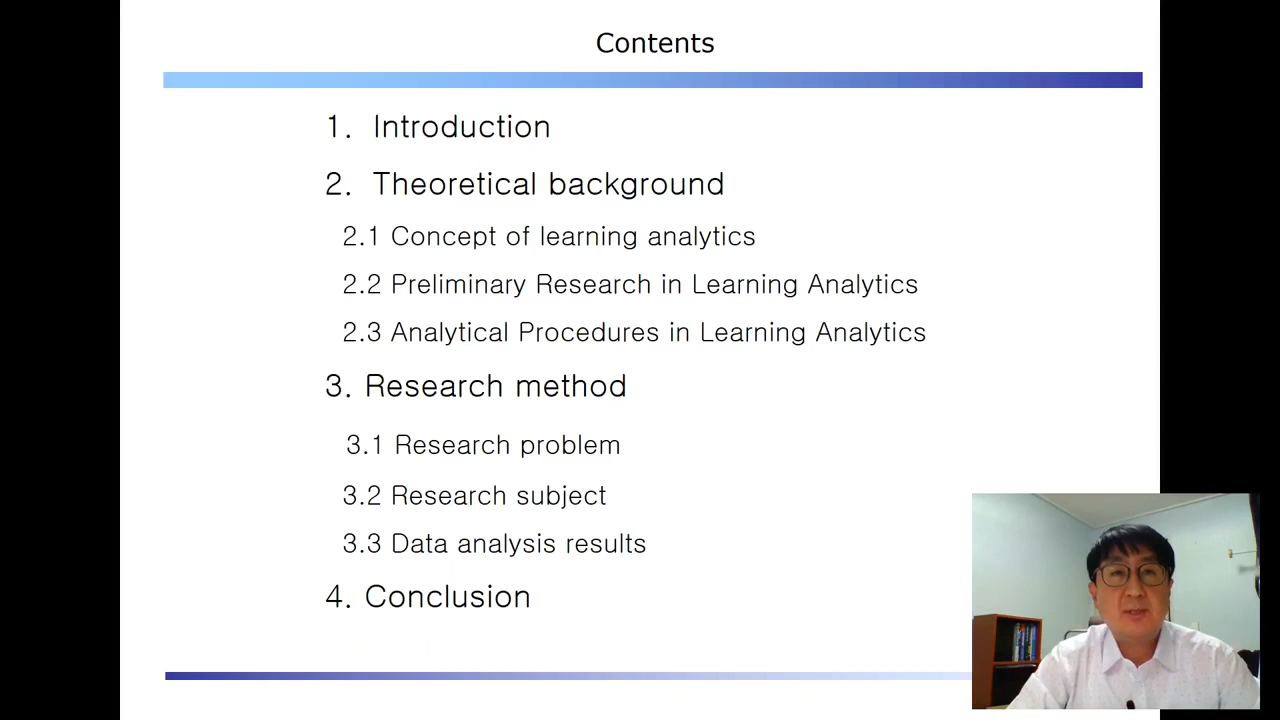 Contents
1. Introduction
2. Theoretical background
2.1 Concept of learning analytics
2.2 Preliminary Research in Learning Analytics
2.3 Analytical Procedures in Learning Analytics
3. Research method
3.1 Research problem
3.2 Research subject
3.3 Data analysis results
4. Conclusion